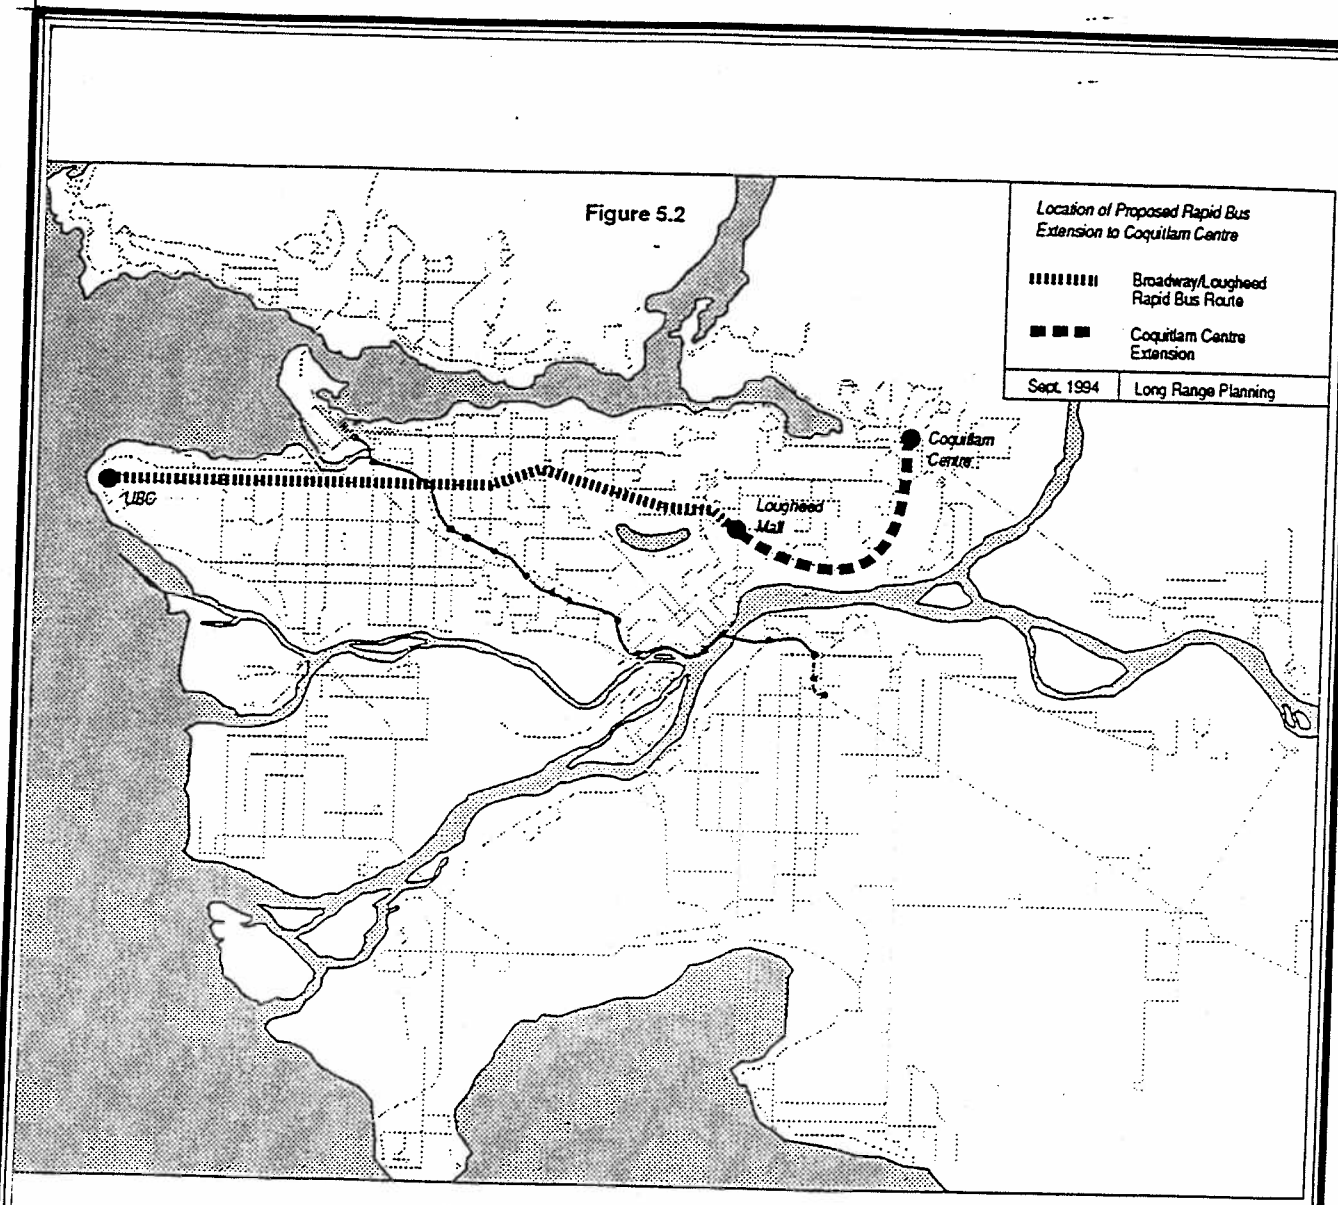 Figure 5.2
Location of Proposed Rapid Bus
Extension to Coquitlam Centre
Broadway/Lougheed
Rapid Bus Route
Coquitlam Centre
Extension
Sept. 1994
Long Range Planning
Coquitlam
Centre
UBC
Lougheed
Mall